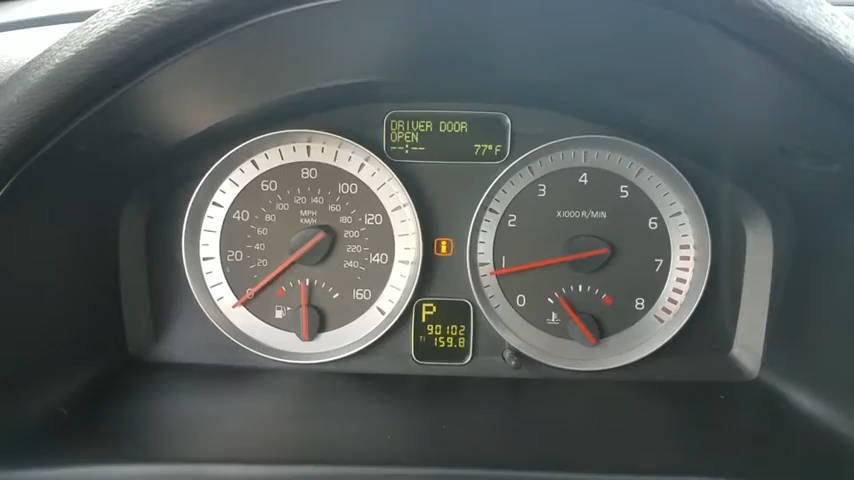 DRIVER DOOR
OPEN
--:-- 77°F
0 20 40 60 80 100 120 140 160
20 40 60 80 100 120 140 160 180 200 220 240
MPH
KM/H
i
P
90102
T1 159.8
0 1 2 3 4 5 6 7 8
X1000 R/MIN